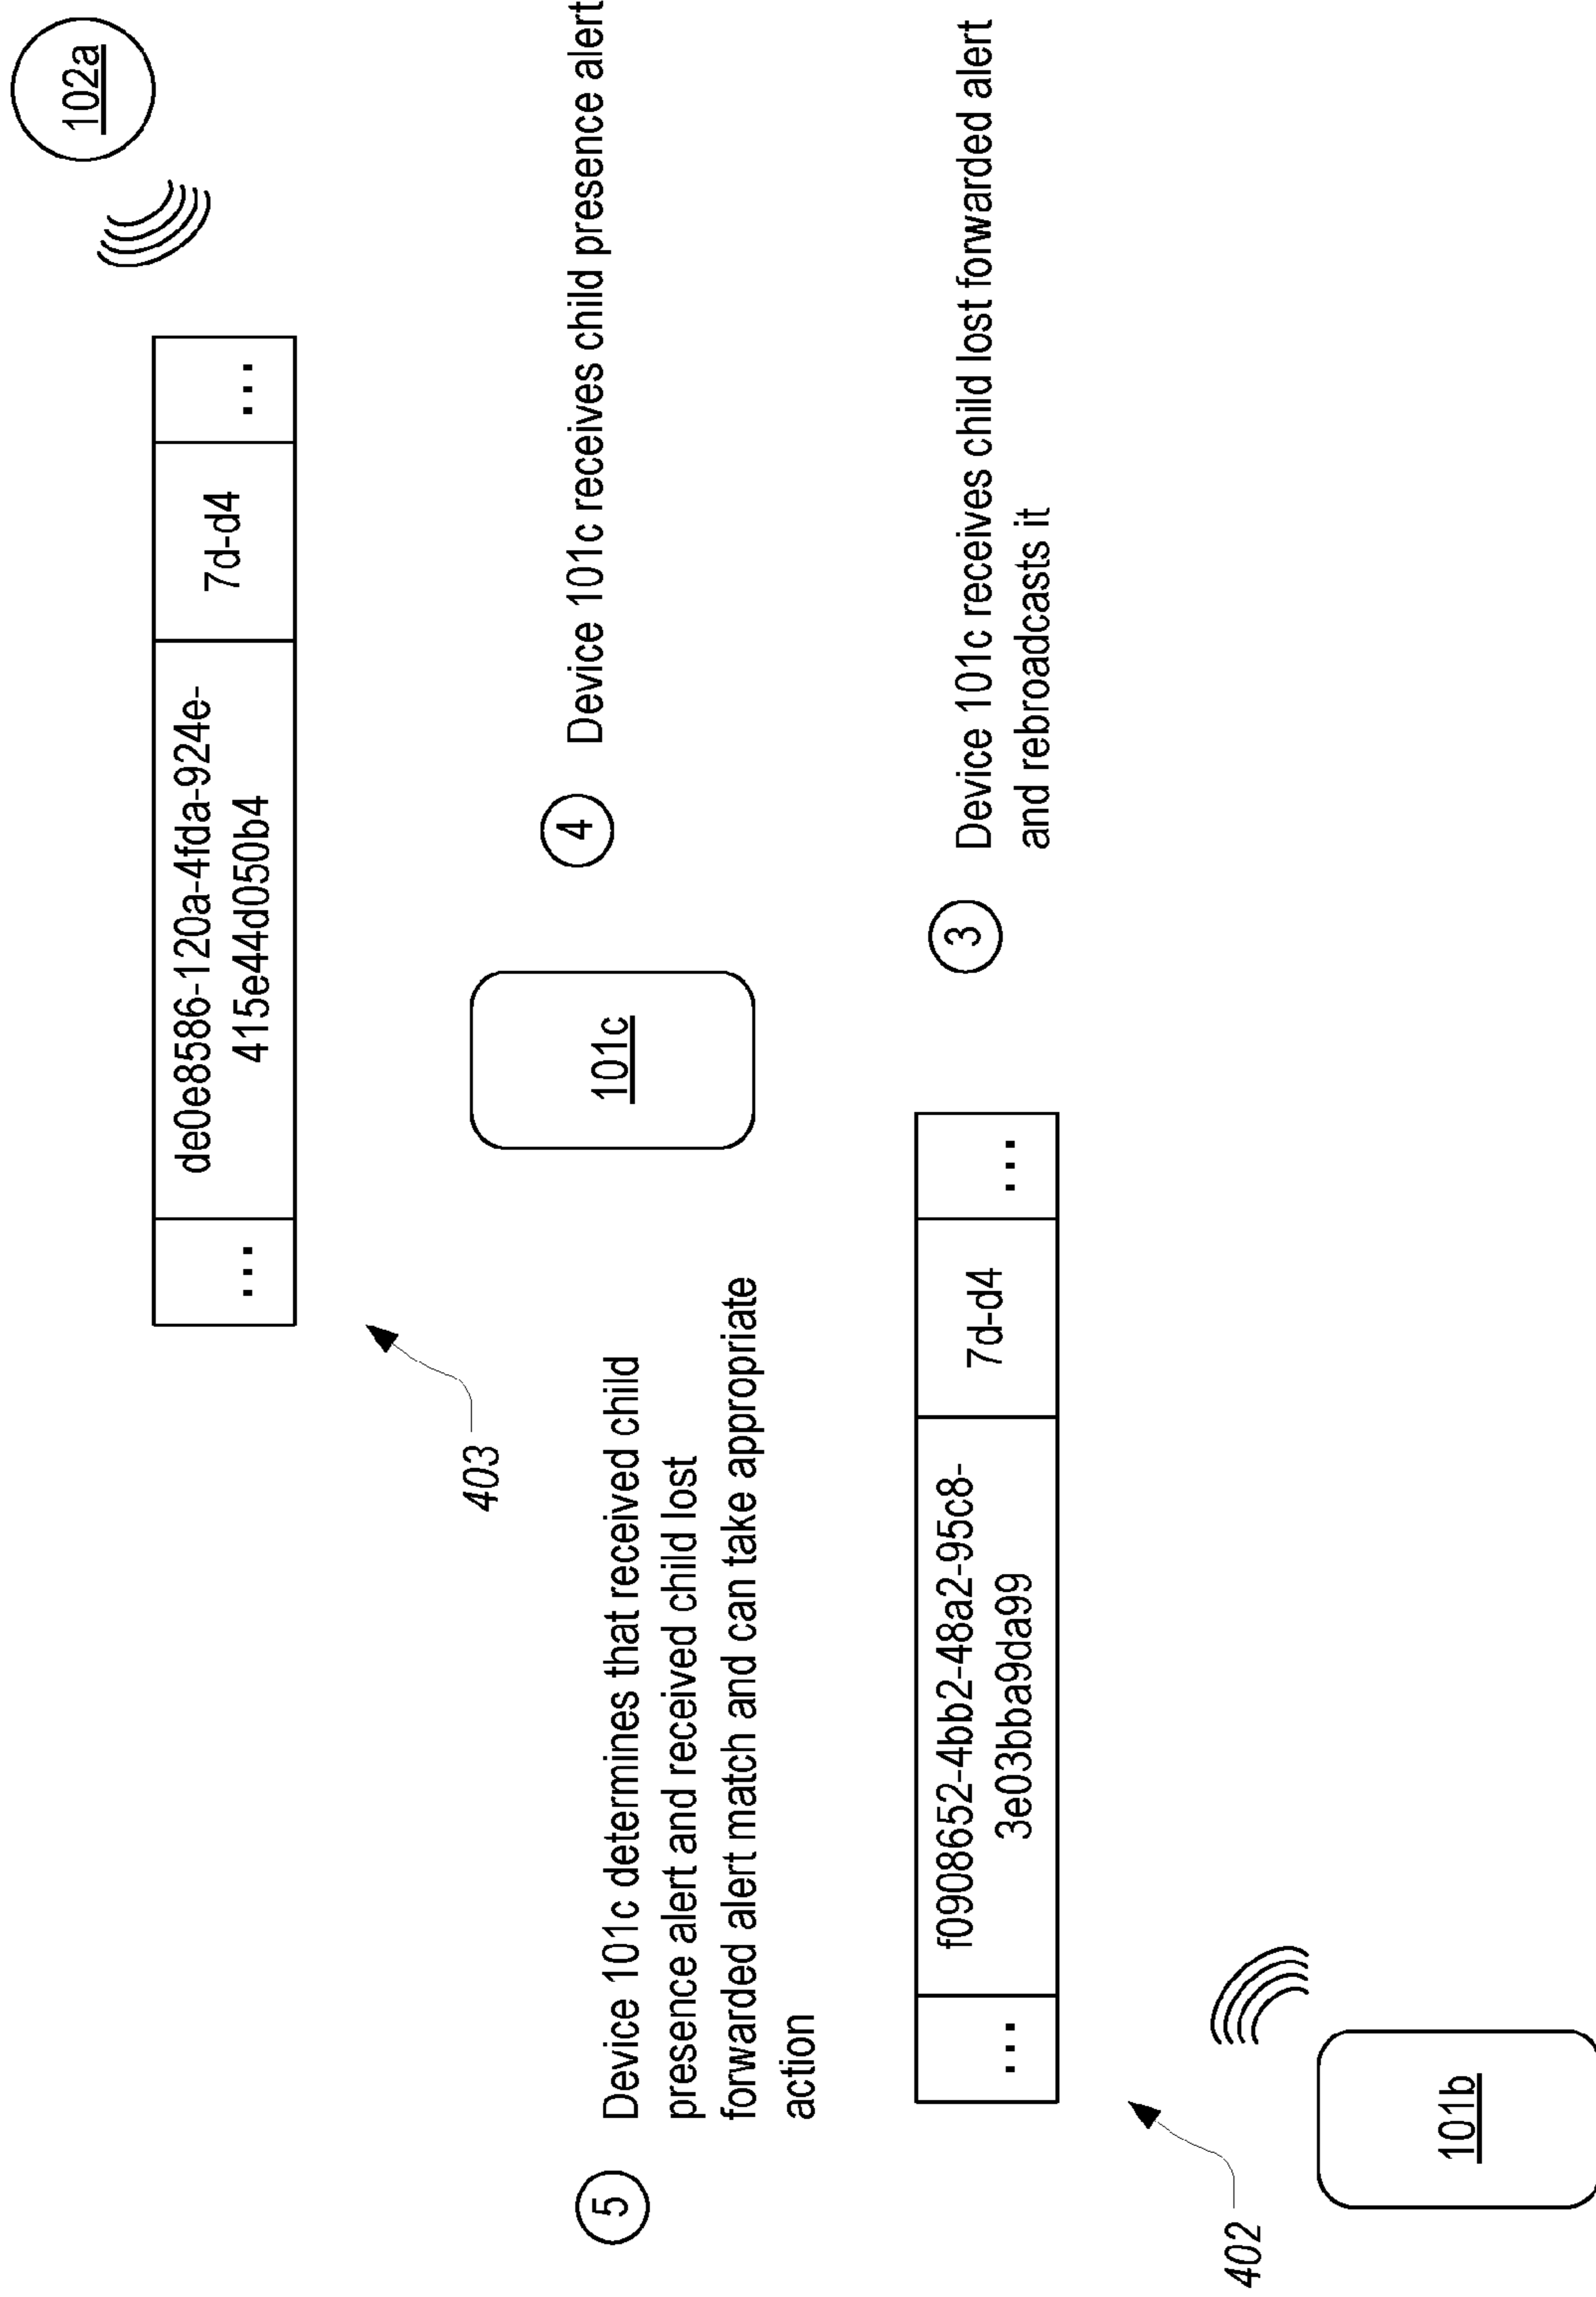 102a
...
de0e8586-120a-4fda-924e-
415e44d050b4
7d-d4
...
403
4
Device 101c receives child presence alert
101c
5
Device 101c determines that received child
presence alert and received child lost
forwarded alert match and can take appropriate
action
3
Device 101c receives child lost forwarded alert
and rebroadcasts it
...
f0908652-4bb2-48a2-95c8-
3e03bba9da99
7d-d4
...
402
101b